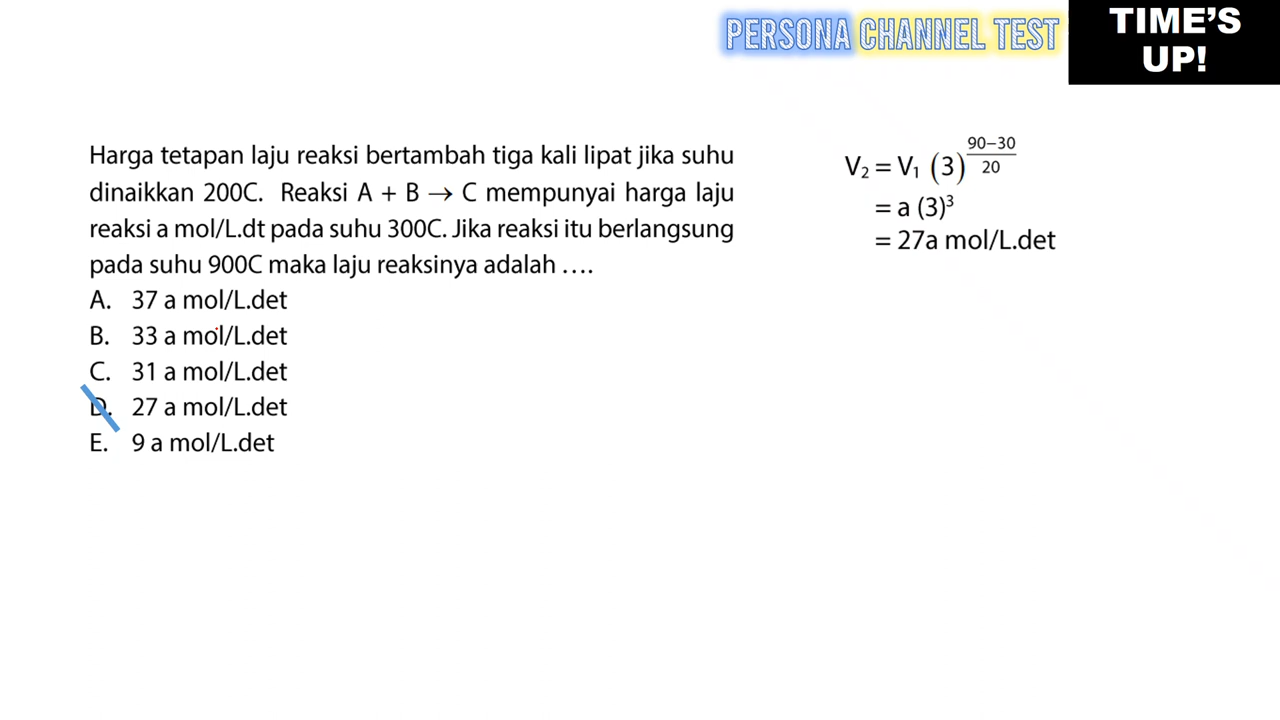 PERSONA CHANNEL TEST
TIME'S
UP!
Harga tetapan laju reaksi bertambah tiga kali lipat jika suhu
dinaikkan 200C. Reaksi A + B → C mempunyai harga laju
reaksi a mol/L.dt pada suhu 300C. Jika reaksi itu berlangsung
pada suhu 900C maka laju reaksinya adalah ….
A. 37 a mol/L.det
B. 33 a mol/L.det
C. 31 a mol/L.det
D. 27 a mol/L.det
E. 9 a mol/L.det
V₂ = V₁ (3)^(90−30/20)
= a (3)³
= 27a mol/L.det